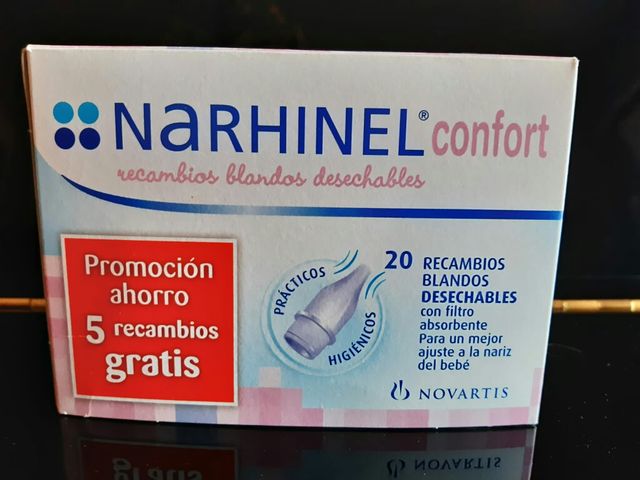 NaRHINEL® confort
recambios blandos desechables
Promoción
ahorro
5 recambios
gratis
PRÁCTICOS
HIGIÉNICOS
20 RECAMBIOS
BLANDOS
DESECHABLES
con filtro
absorbente
Para un mejor
ajuste a la nariz
del bebé
NOVARTIS